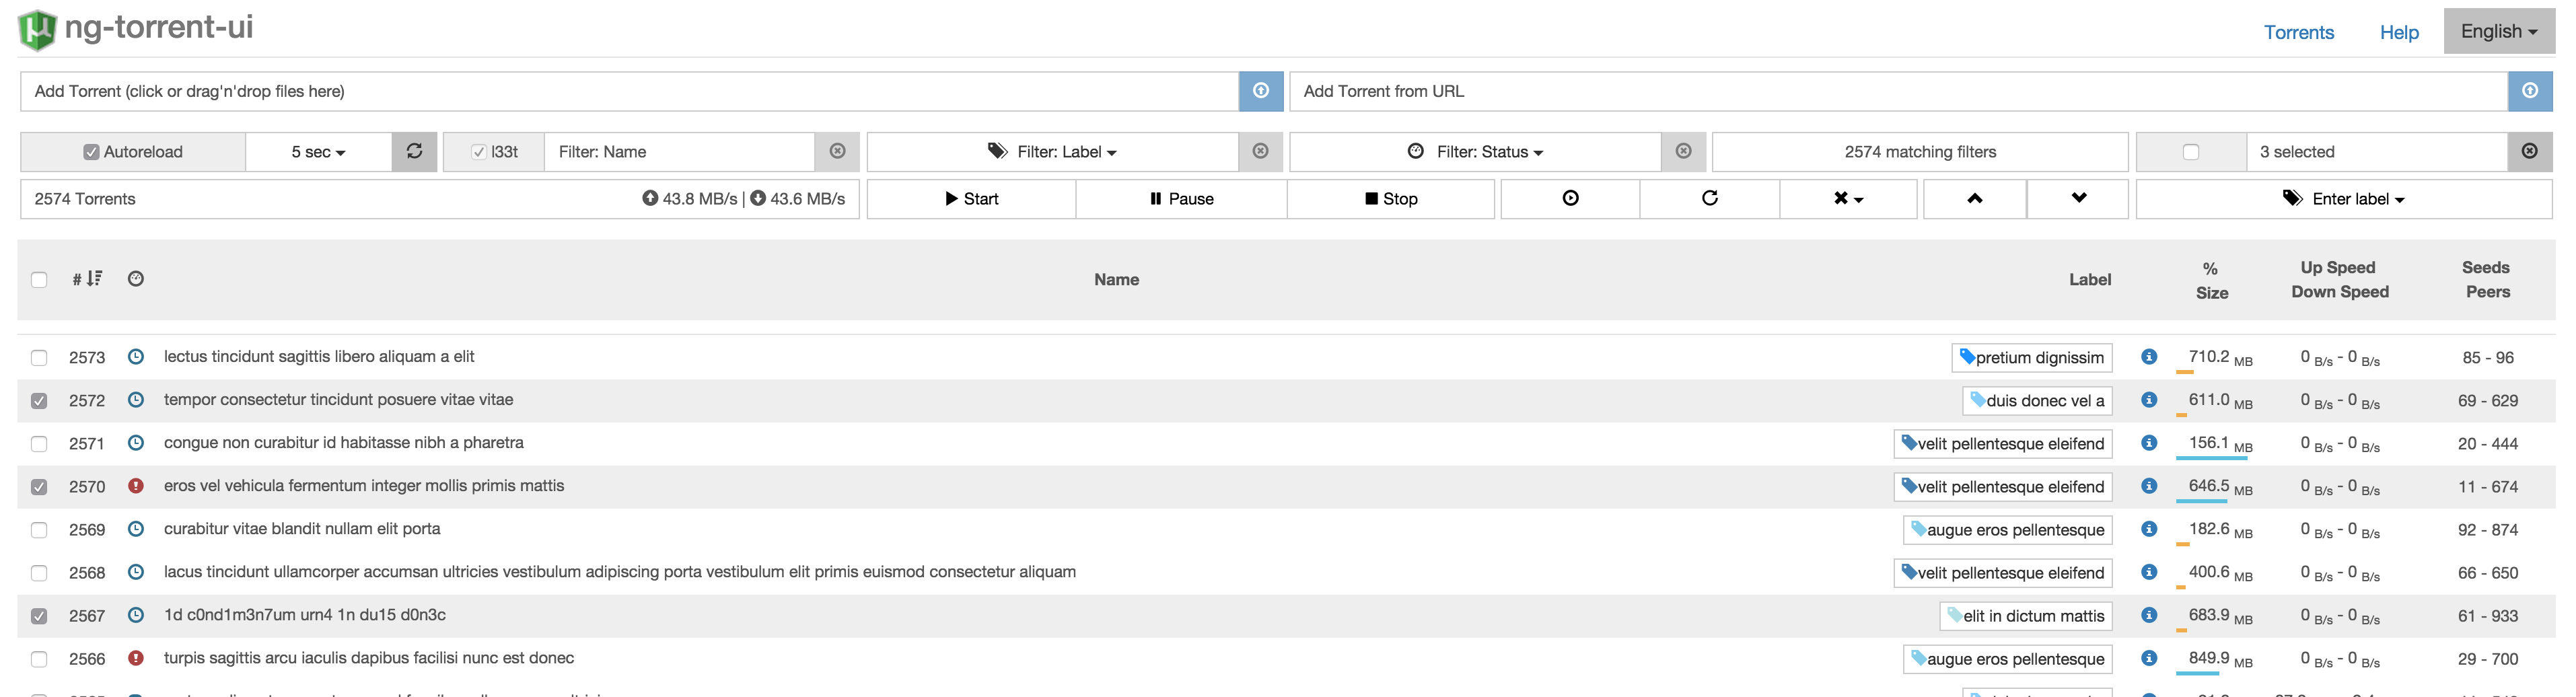 ng-torrent-ui
Torrents Help English
Add Torrent (click or drag'n'drop files here) Add Torrent from URL
Autoreload 5 sec l33t Filter: Name Filter: Label Filter: Status 2574 matching filters 3 selected
2574 Torrents 43.8 MB/s | 43.6 MB/s Start Pause Stop Enter label
# Name Label % Size Up Speed Down Speed Seeds Peers
2573 lectus tincidunt sagittis libero aliquam a elit pretium dignissim 710.2 MB 0 B/s - 0 B/s 85 - 96
2572 tempor consectetur tincidunt posuere vitae vitae duis donec vel a 611.0 MB 0 B/s - 0 B/s 69 - 629
2571 congue non curabitur id habitasse nibh a pharetra velit pellentesque eleifend 156.1 MB 0 B/s - 0 B/s 20 - 444
2570 eros vel vehicula fermentum integer mollis primis mattis velit pellentesque eleifend 646.5 MB 0 B/s - 0 B/s 11 - 674
2569 curabitur vitae blandit nullam elit porta augue eros pellentesque 182.6 MB 0 B/s - 0 B/s 92 - 874
2568 lacus tincidunt ullamcorper accumsan ultricies vestibulum adipiscing porta vestibulum elit primis euismod consectetur aliquam velit pellentesque eleifend 400.6 MB 0 B/s - 0 B/s 66 - 650
2567 1d c0nd1m3n7um urn4 1n du15 d0n3c elit in dictum mattis 683.9 MB 0 B/s - 0 B/s 61 - 933
2566 turpis sagittis arcu iaculis dapibus facilisi nunc est donec augue eros pellentesque 849.9 MB 0 B/s - 0 B/s 29 - 700